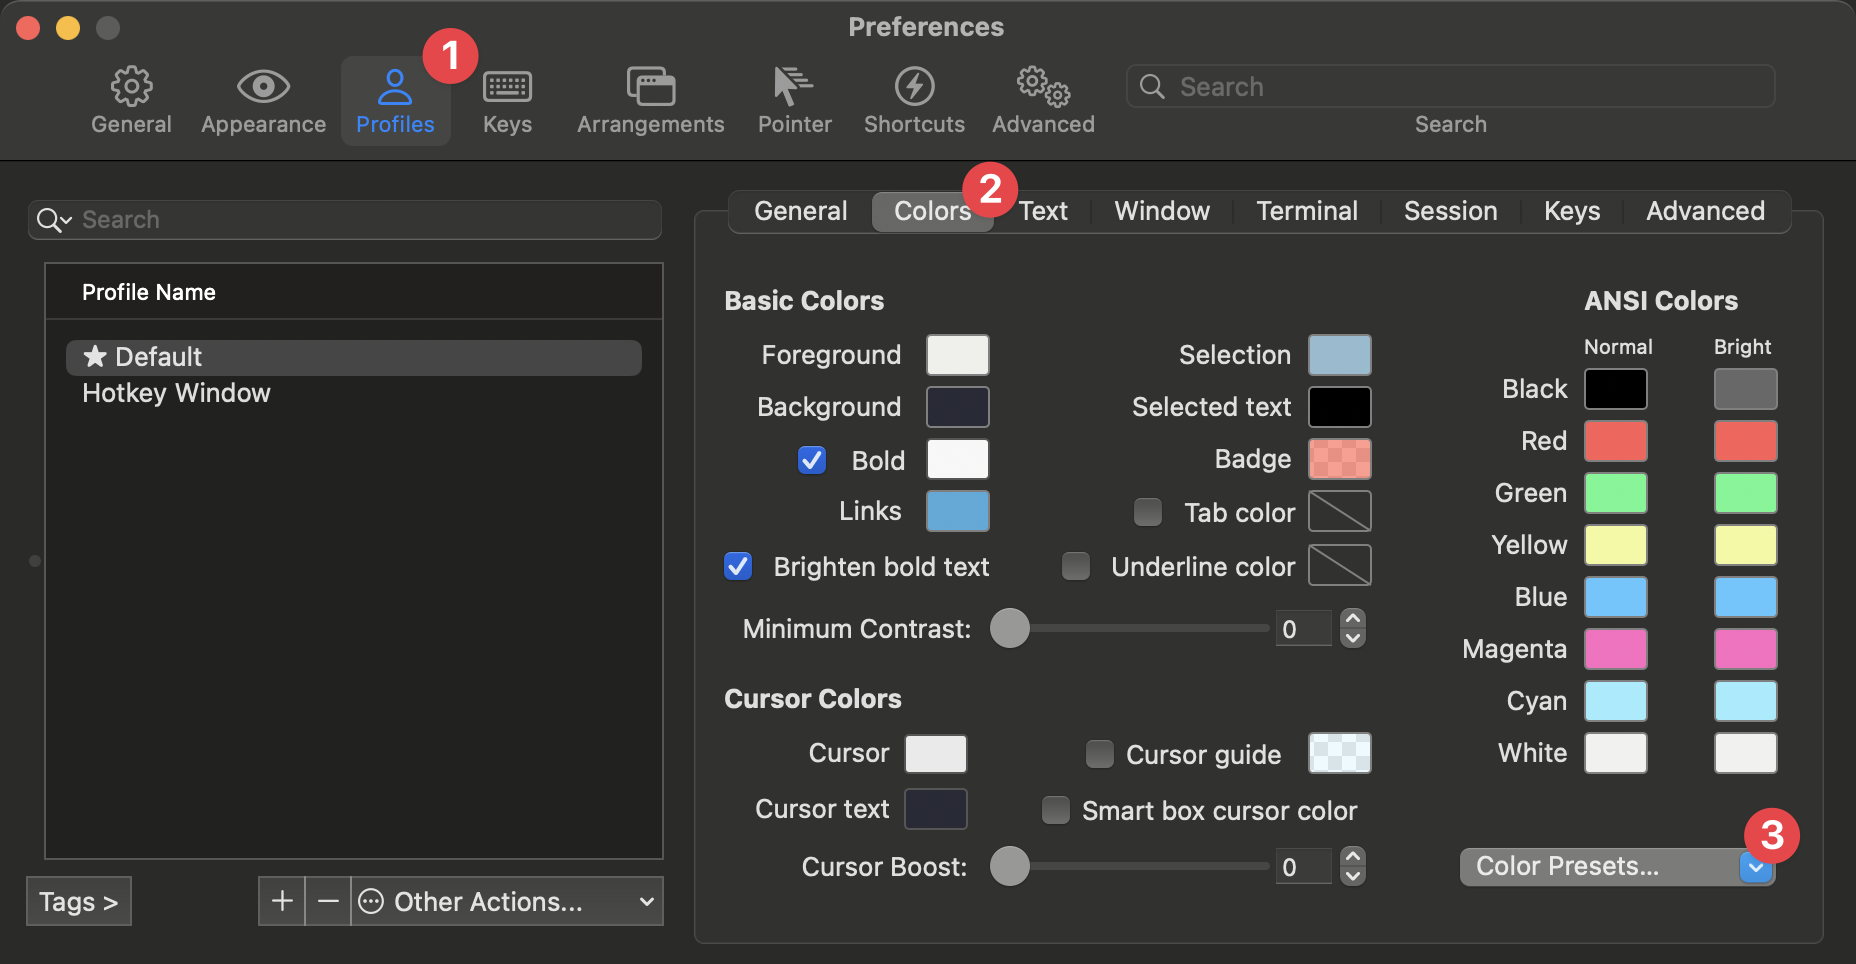 Preferences
1
General Appearance Profiles Keys Arrangements Pointer Shortcuts Advanced
Search
Search
Search
2
General Colors Text Window Terminal Session Keys Advanced
Profile Name
★ Default
Hotkey Window
Tags >
+ − Other Actions...
Basic Colors
Foreground
Background
Bold
Links
Brighten bold text
Selection
Selected text
Badge
Tab color
Underline color
Minimum Contrast: 0
Cursor Colors
Cursor
Cursor text
Cursor guide
Smart box cursor color
Cursor Boost: 0
ANSI Colors
Normal Bright
Black
Red
Green
Yellow
Blue
Magenta
Cyan
White
3
Color Presets...